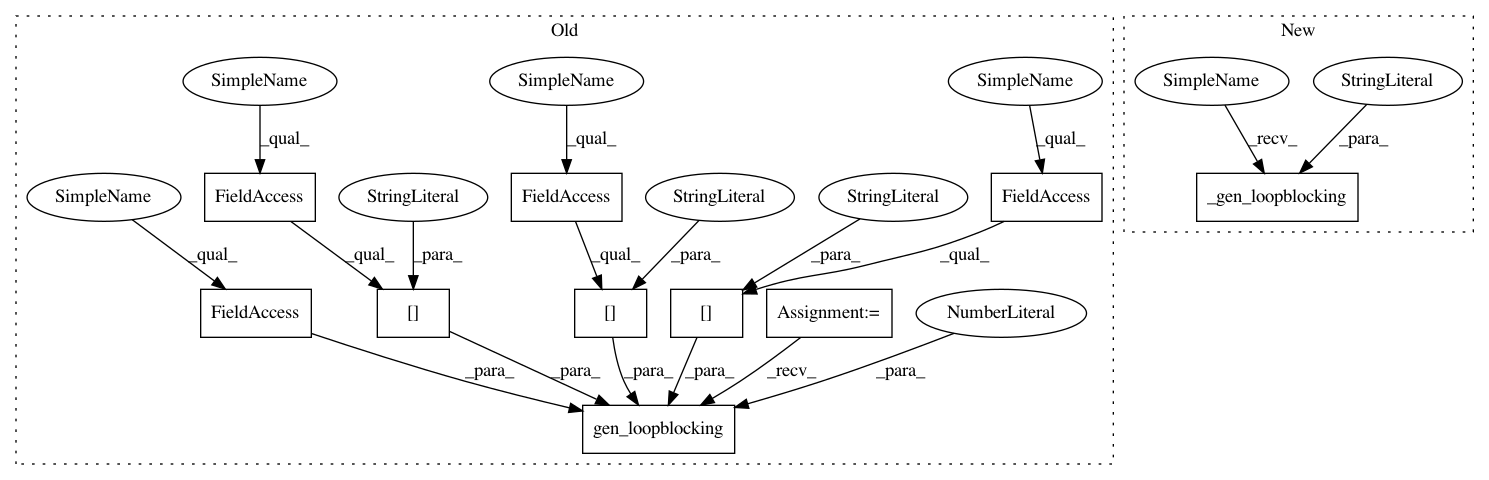 Old
New
SimpleName
SimpleName
SimpleName
SimpleName
StringLiteral
_qual_
_qual_
_qual_
_recv_
_para_
SimpleName
FieldAccess
StringLiteral
FieldAccess
StringLiteral
StringLiteral
FieldAccess
_gen_loopblocking
_qual_
_qual_
_para_
_qual_
_para_
_para_
_qual_
FieldAccess
[]
[]
[]
Assignment:=
NumberLiteral
_para_
_para_
_para_
_para_
_recv_
_para_
gen_loopblocking